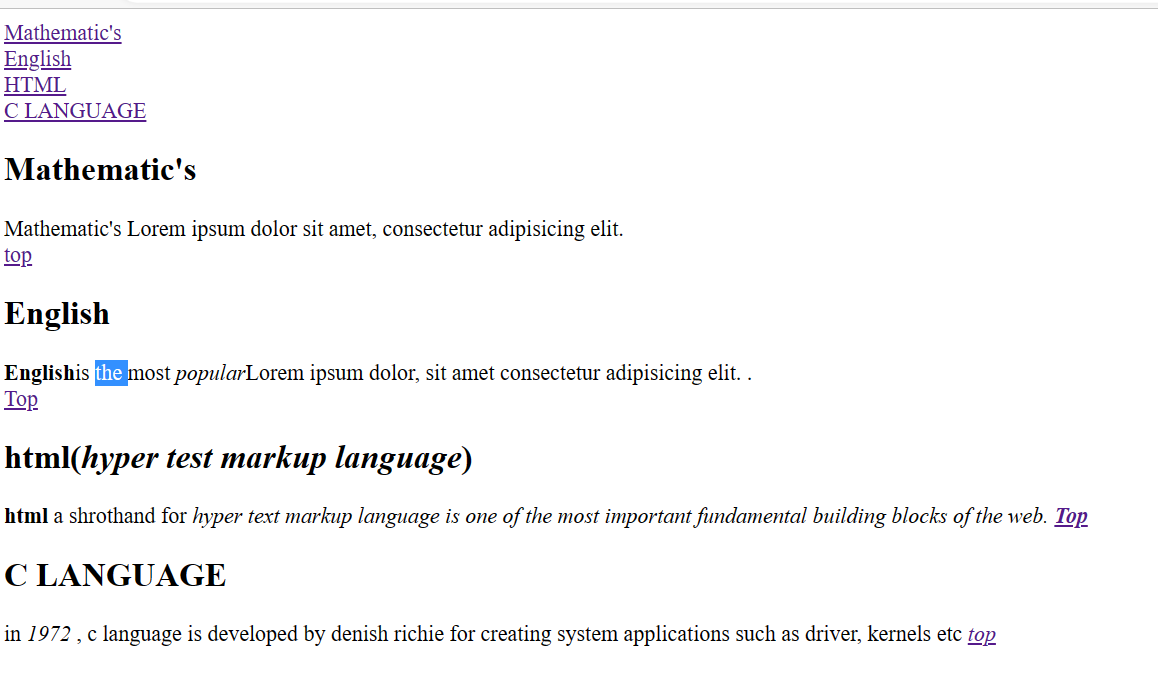 Mathematic's
English
HTML
C LANGUAGE
Mathematic's
Mathematic's Lorem ipsum dolor sit amet, consectetur adipisicing elit.
top
English
Englishis the most popularLorem ipsum dolor, sit amet consectetur adipisicing elit. .
Top
html(hyper test markup language)
html a shrothand for hyper text markup language is one of the most important fundamental building blocks of the web. Top
C LANGUAGE
in 1972 , c language is developed by denish richie for creating system applications such as driver, kernels etc top